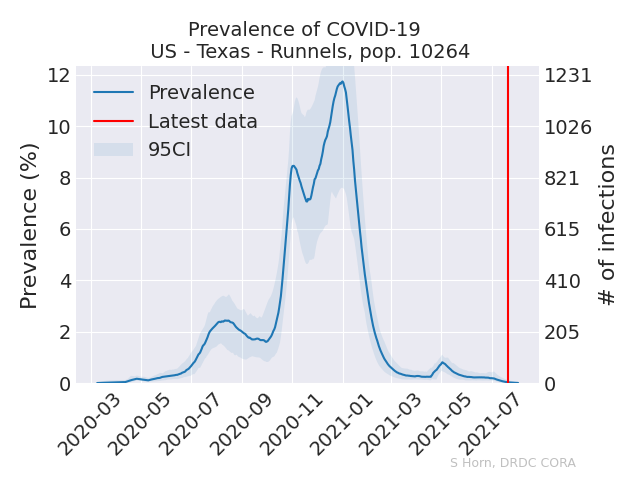 Prevalence of COVID-19
US - Texas - Runnels, pop. 10264
Prevalence
Latest data
95CI
Prevalence (%)
12
10
8
6
4
2
0
1231
1026
821
615
410
205
0
# of infections
2020-03
2020-05
2020-07
2020-09
2020-11
2021-01
2021-03
2021-05
2021-07
S Horn, DRDC CORA